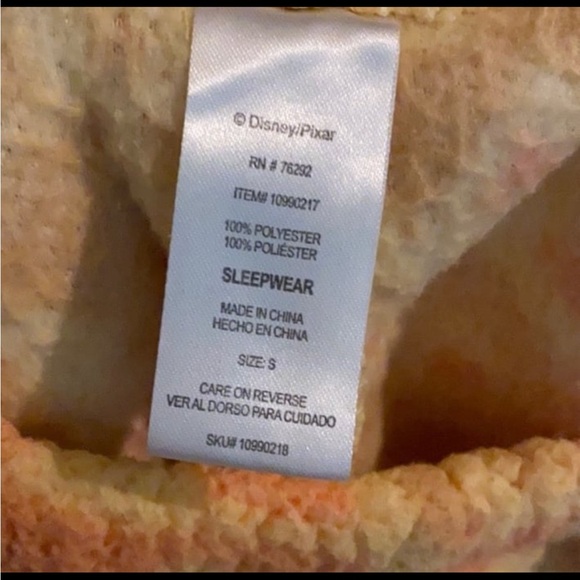 © Disney/Pixar
RN # 76292
ITEM# 10990217
100% POLYESTER
100% POLIÉSTER
SLEEPWEAR
MADE IN CHINA
HECHO EN CHINA
SIZE: S
CARE ON REVERSE
VER AL DORSO PARA CUIDADO
SKU# 10990218